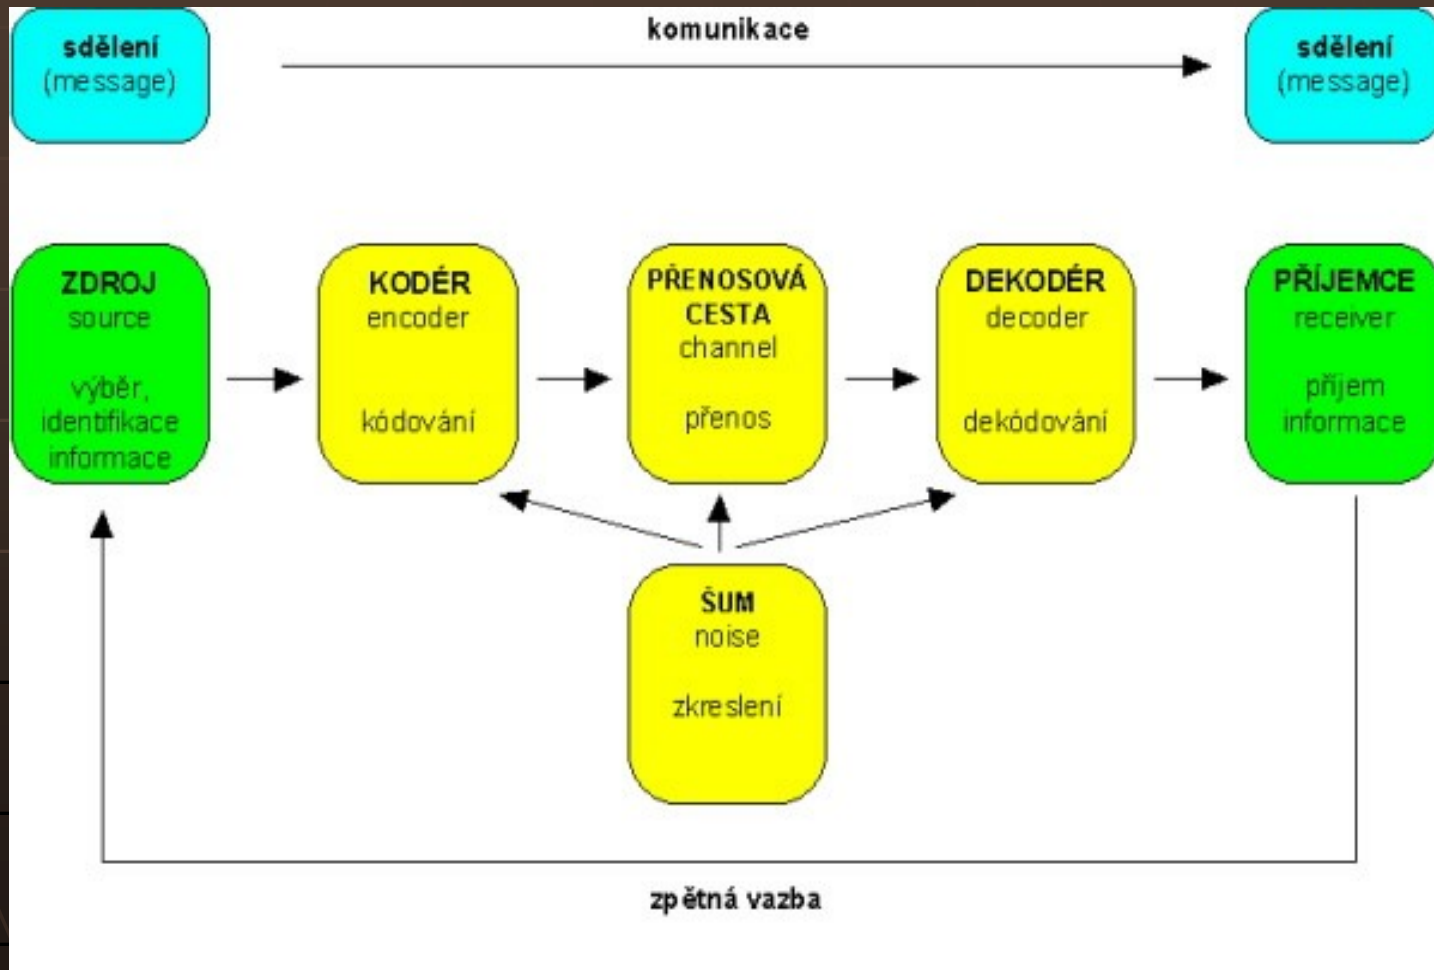 komunikace
sdělení
(message)
sdělení
(message)
ZDROJ
source
výběr,
identifikace
informace
KODÉR
encoder
kódování
PŘENOSOVÁ
CESTA
channel
přenos
DEKODÉR
decoder
dekódování
PŘÍJEMCE
receiver
příjem
informace
ŠUM
noise
zkreslení
zpětná vazba